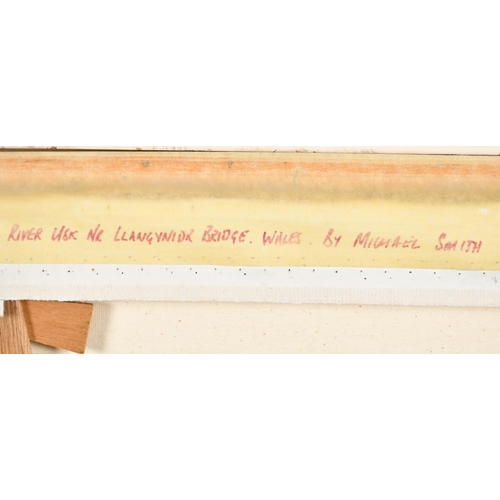 RIVER USK NR LLANGYNIDR BRIDGE. WALES. BY MICHAEL SMITH